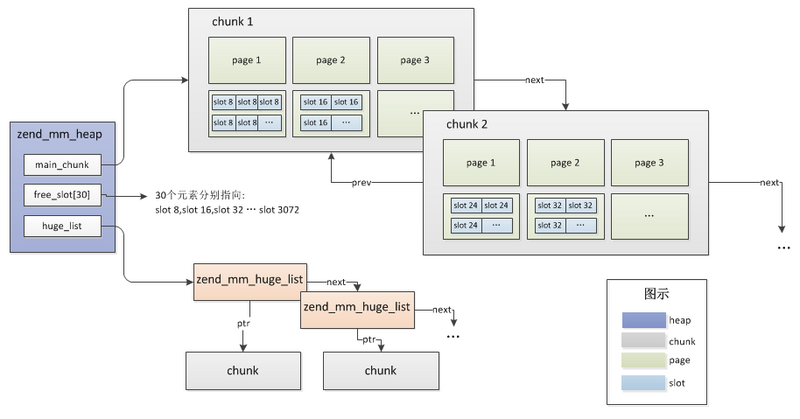 chunk 1
page 1
page 2
page 3
slot 8 slot 8 slot 8
slot 8 slot 8 ...
slot 16 slot 16
slot 16 ...
...
next
zend_mm_heap
main_chunk
free_slot[30]
huge_list
30个元素分别指向:
slot 8,slot 16,slot 32 ··· slot 3072
prev
chunk 2
page 1
page 2
page 3
slot 24 slot 24
slot 24 ...
slot 32 slot 32
slot 32 ...
...
next
...
zend_mm_huge_list
next
zend_mm_huge_list
next
...
ptr
ptr
chunk
chunk
图示
heap
chunk
page
slot